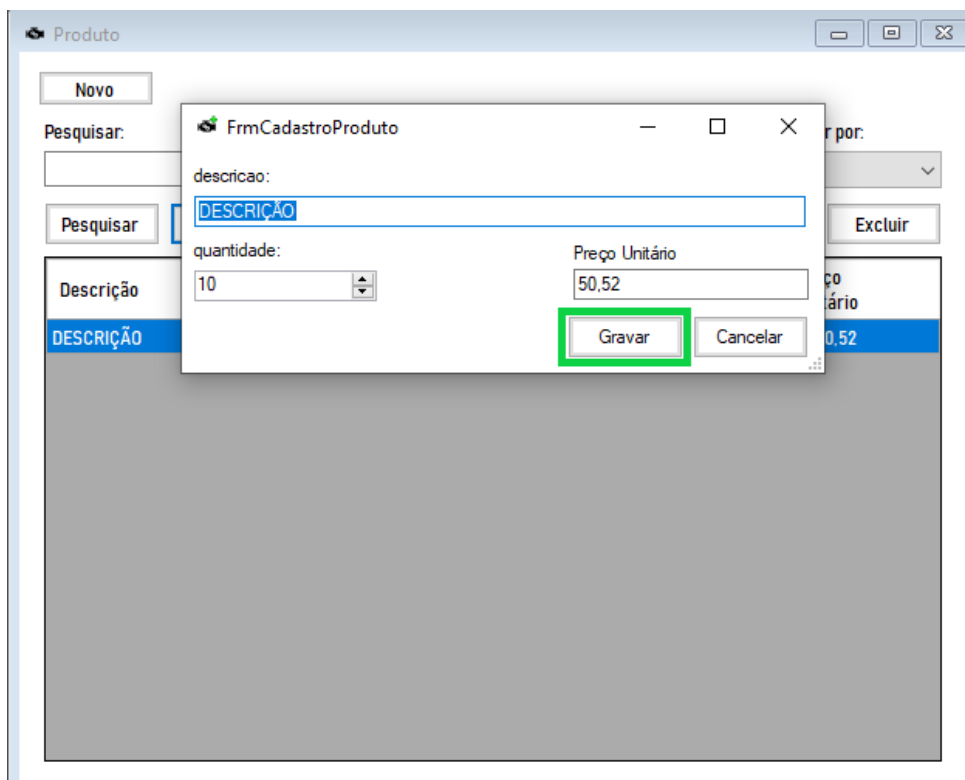 Produto
Novo
Pesquisar:
r por:
Pesquisar
Excluir
Descrição
ço
ário
DESCRIÇÃO
0,52
FrmCadastroProduto
descricao:
DESCRIÇÃO
quantidade:
Preço Unitário
10
50,52
Gravar
Cancelar